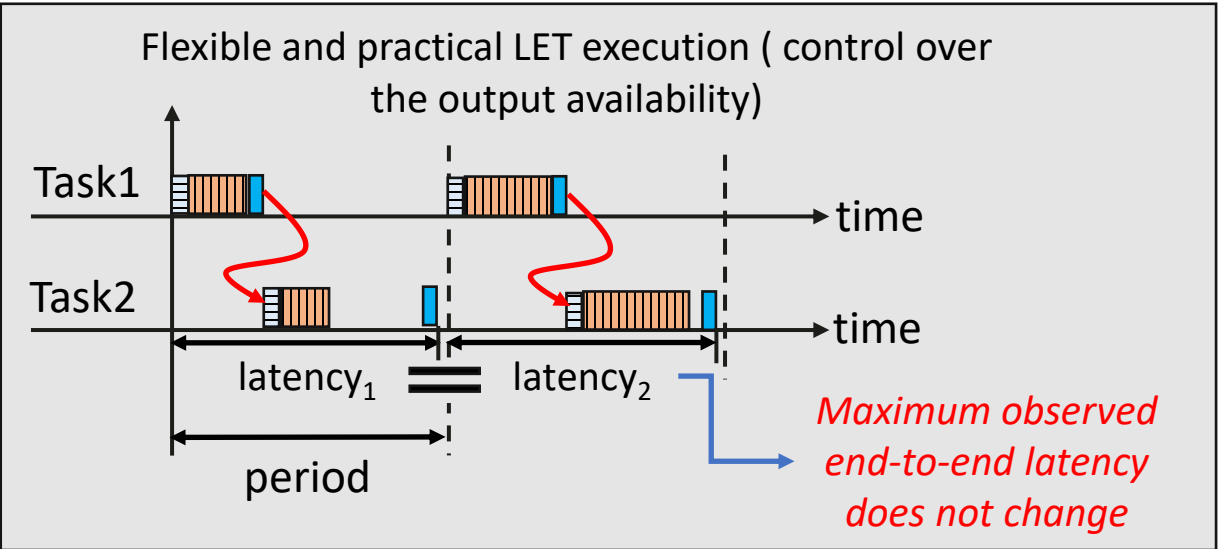 Flexible and practical LET execution ( control over
the output availability)
Task1
time
Task2
time
latency₁
latency₂
period
Maximum observed
end-to-end latency
does not change